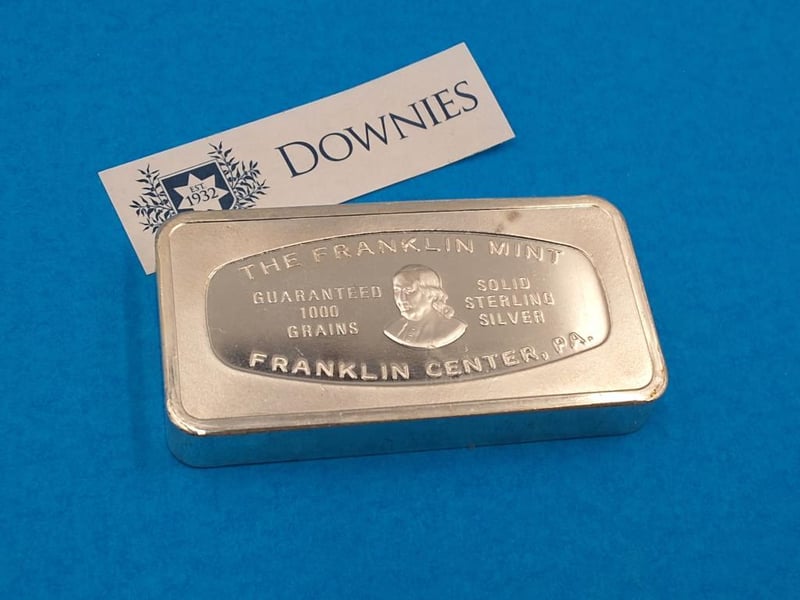 DOWNIES
EST.
1932
THE FRANKLIN MINT
GUARANTEED
1000
GRAINS
SOLID
STERLING
SILVER
FRANKLIN CENTER, PA.